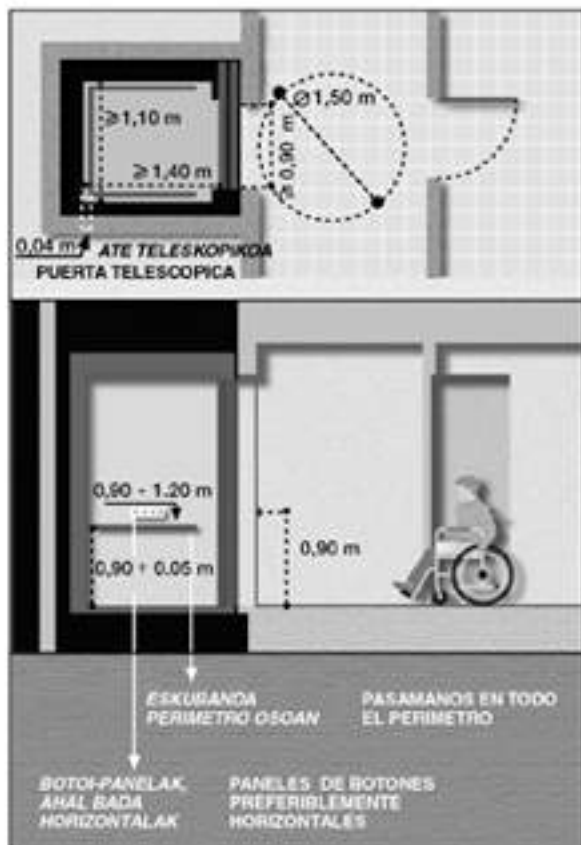 Ø1,50 m
≥1,10 m
≥ 0,90 m
≥1,40 m
0,04 m
ATE TELESKOPIKOA
PUERTA TELESCOPICA
0,90 ÷ 1.20 m
0,90 m
0,90 ÷ 0.05 m
ESKUBANDA
PERIMETRO OSOAN
PASAMANOS EN TODO
EL PERIMETRO
BOTOI-PANELAK,
AHAL BADA
HORIZONTALAK
PANELES DE BOTONES
PREFERIBLEMENTE
HORIZONTALES